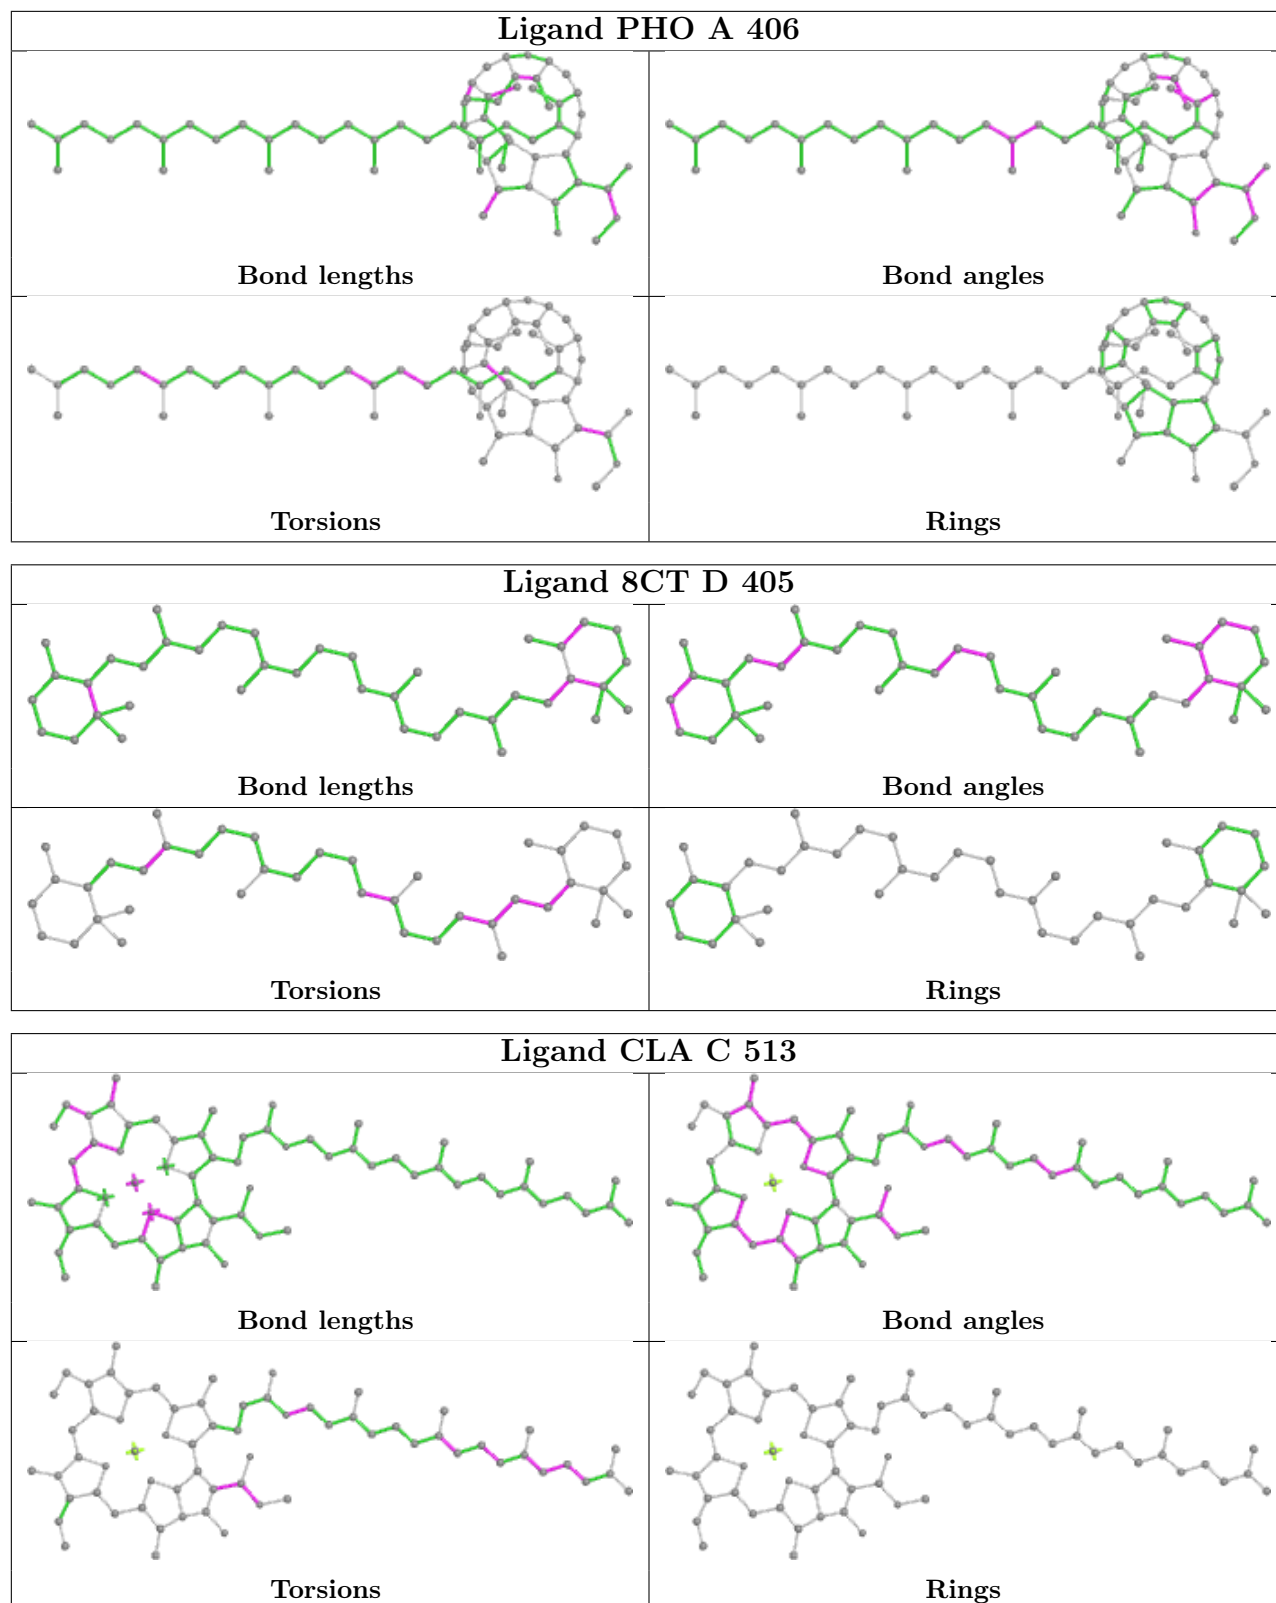 Ligand PHO A 406
Bond lengths
Bond angles
Torsions
Rings
Ligand 8CT D 405
Bond lengths
Bond angles
Torsions
Rings
Ligand CLA C 513
Bond lengths
Bond angles
Torsions
Rings